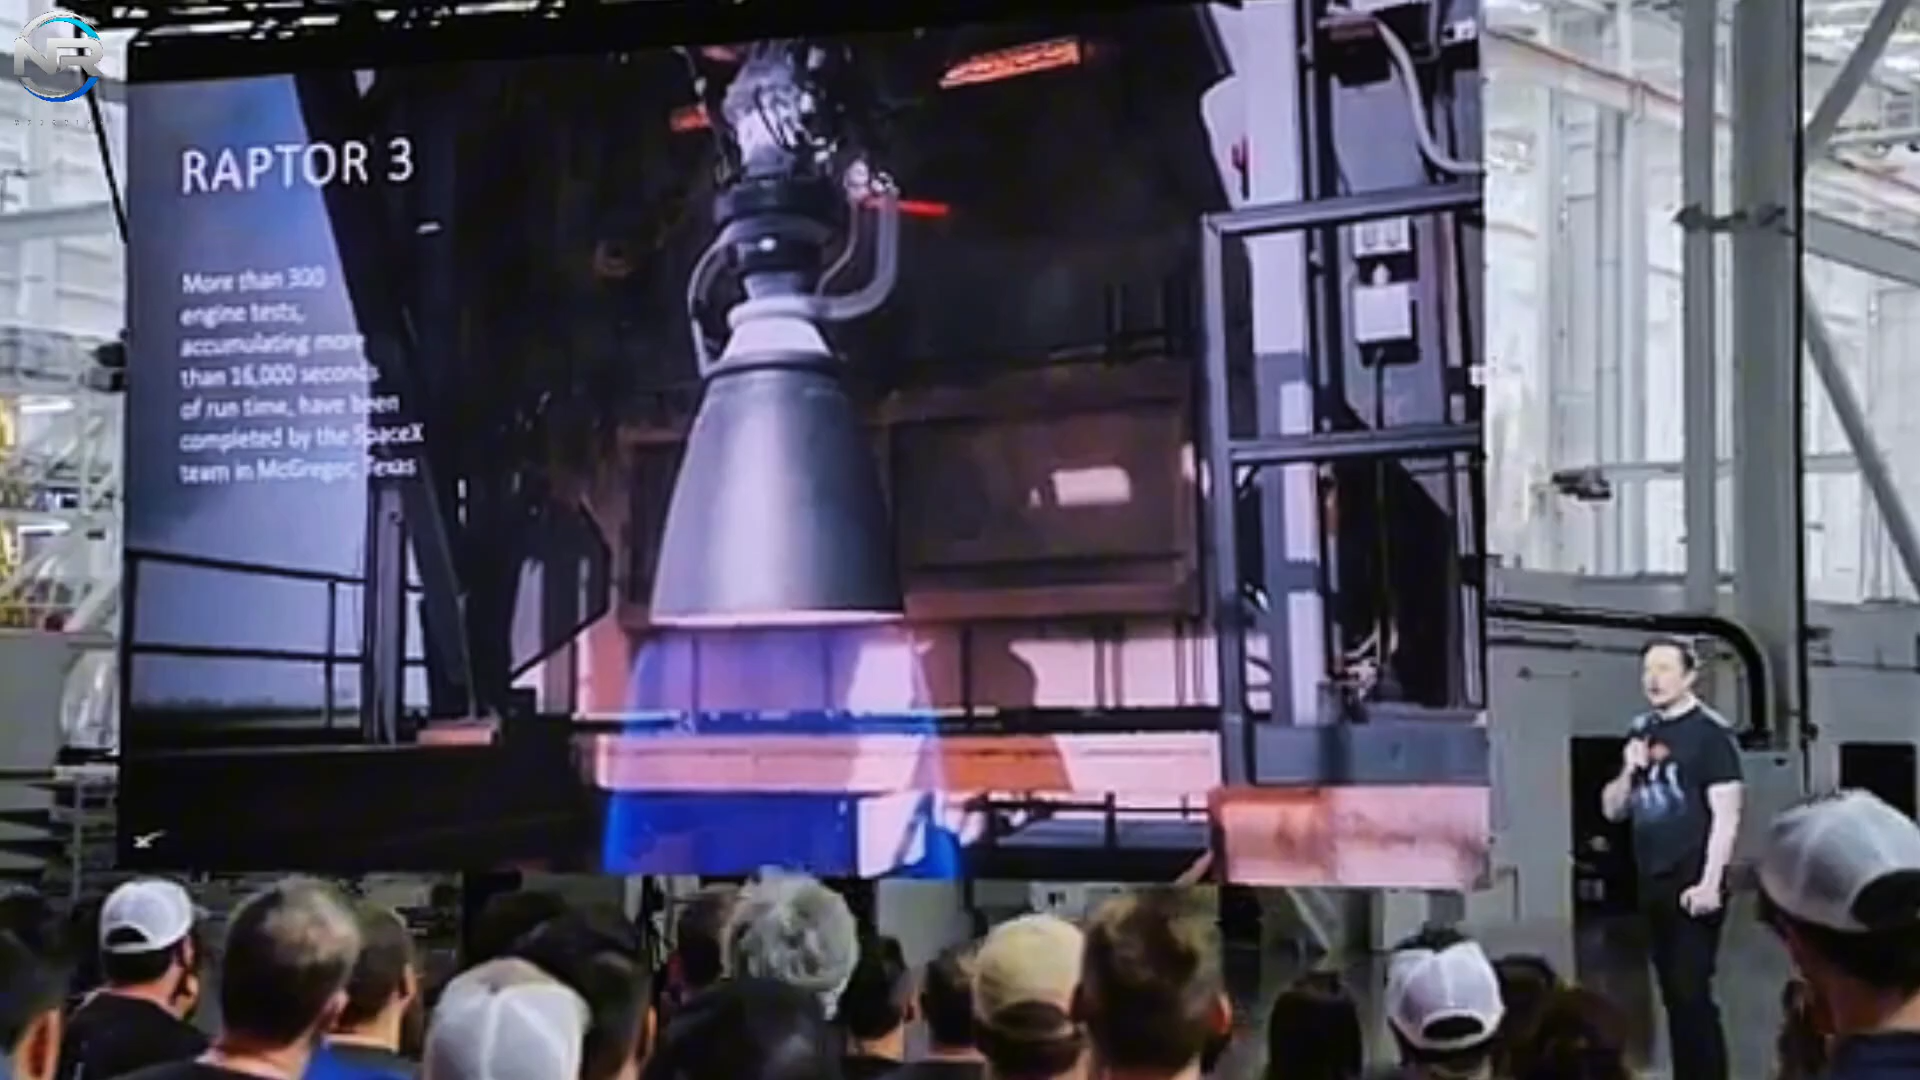 NR
RAPTOR 3
More than 300
engine tests,
accumulating more
than 16,000 seconds
of run time, have been
completed by the SpaceX
team in McGregor, Texas